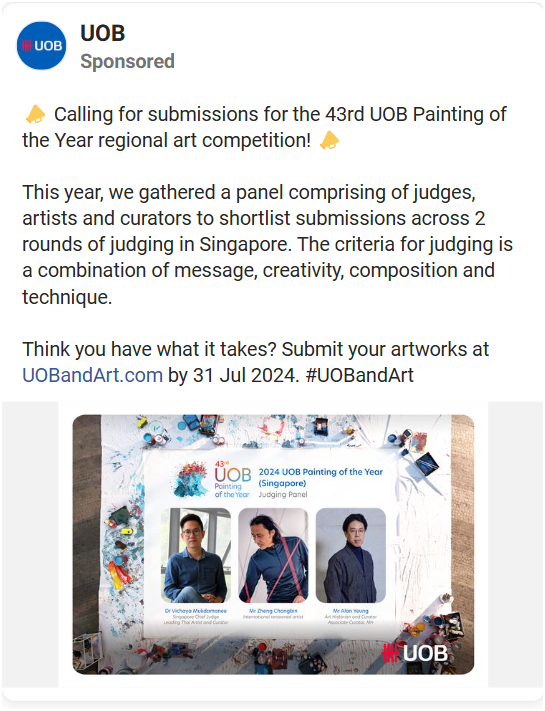 UOB
UOB
Sponsored
Calling for submissions for the 43rd UOB Painting of
the Year regional art competition!
This year, we gathered a panel comprising of judges,
artists and curators to shortlist submissions across 2
rounds of judging in Singapore. The criteria for judging is
a combination of message, creativity, composition and
technique.
Think you have what it takes? Submit your artworks at
UOBandArt.com by 31 Jul 2024. #UOBandArt
43rd
UOB
Painting
of the Year
2024 UOB Painting of the Year
(Singapore)
Judging Panel
Dr Vichaya Mukdamanee
Singapore Chief Judge
Leading Thai Artist and Curator
Mr Zheng Chongbin
International renowned artist
Mr Alan Yeung
Art Historian and Curator
Associate Curator, NH
UOB